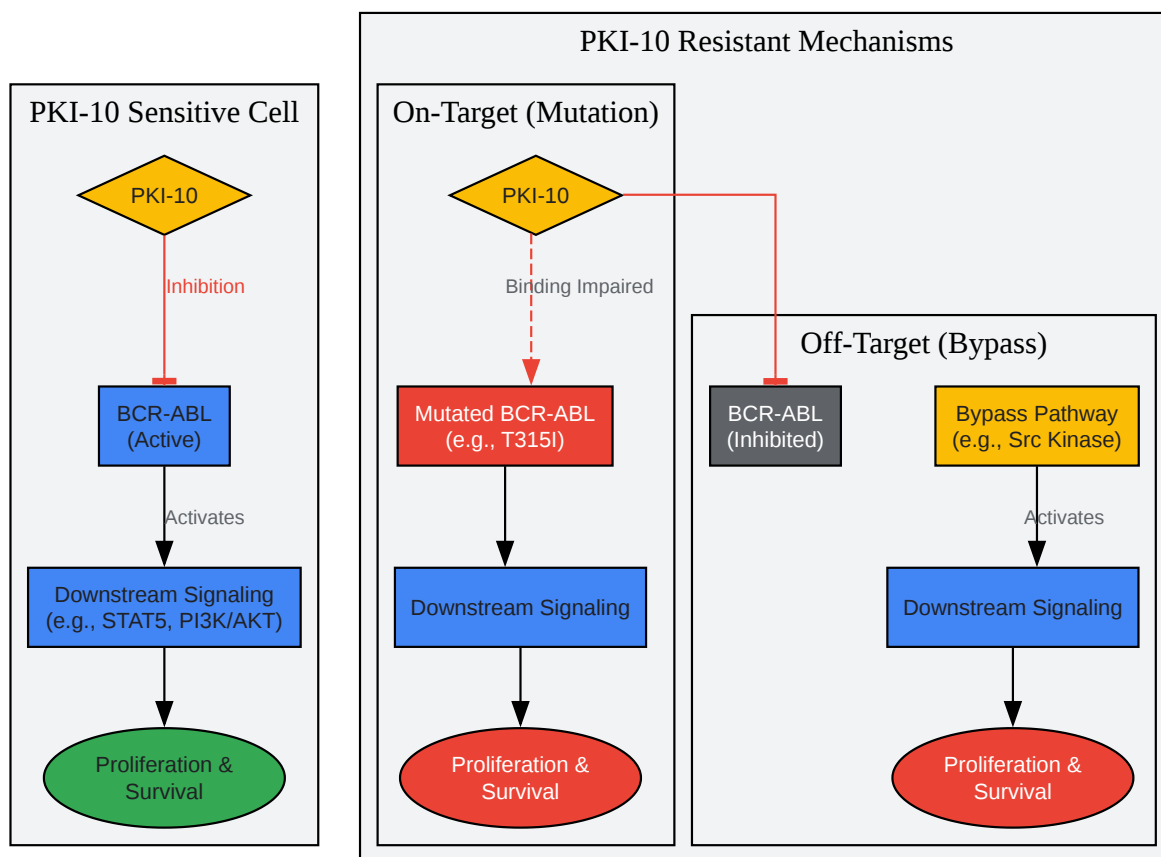 PKI-10 Resistant Mechanisms
PKI-10 Sensitive Cell
PKI-10
Inhibition
BCR-ABL
(Active)
Activates
Downstream Signaling
(e.g., STAT5, PI3K/AKT)
Proliferation &
Survival
On-Target (Mutation)
PKI-10
Binding Impaired
Mutated BCR-ABL
(e.g., T315I)
Downstream Signaling
Proliferation &
Survival
Off-Target (Bypass)
BCR-ABL
(Inhibited)
Bypass Pathway
(e.g., Src Kinase)
Activates
Downstream Signaling
Proliferation &
Survival